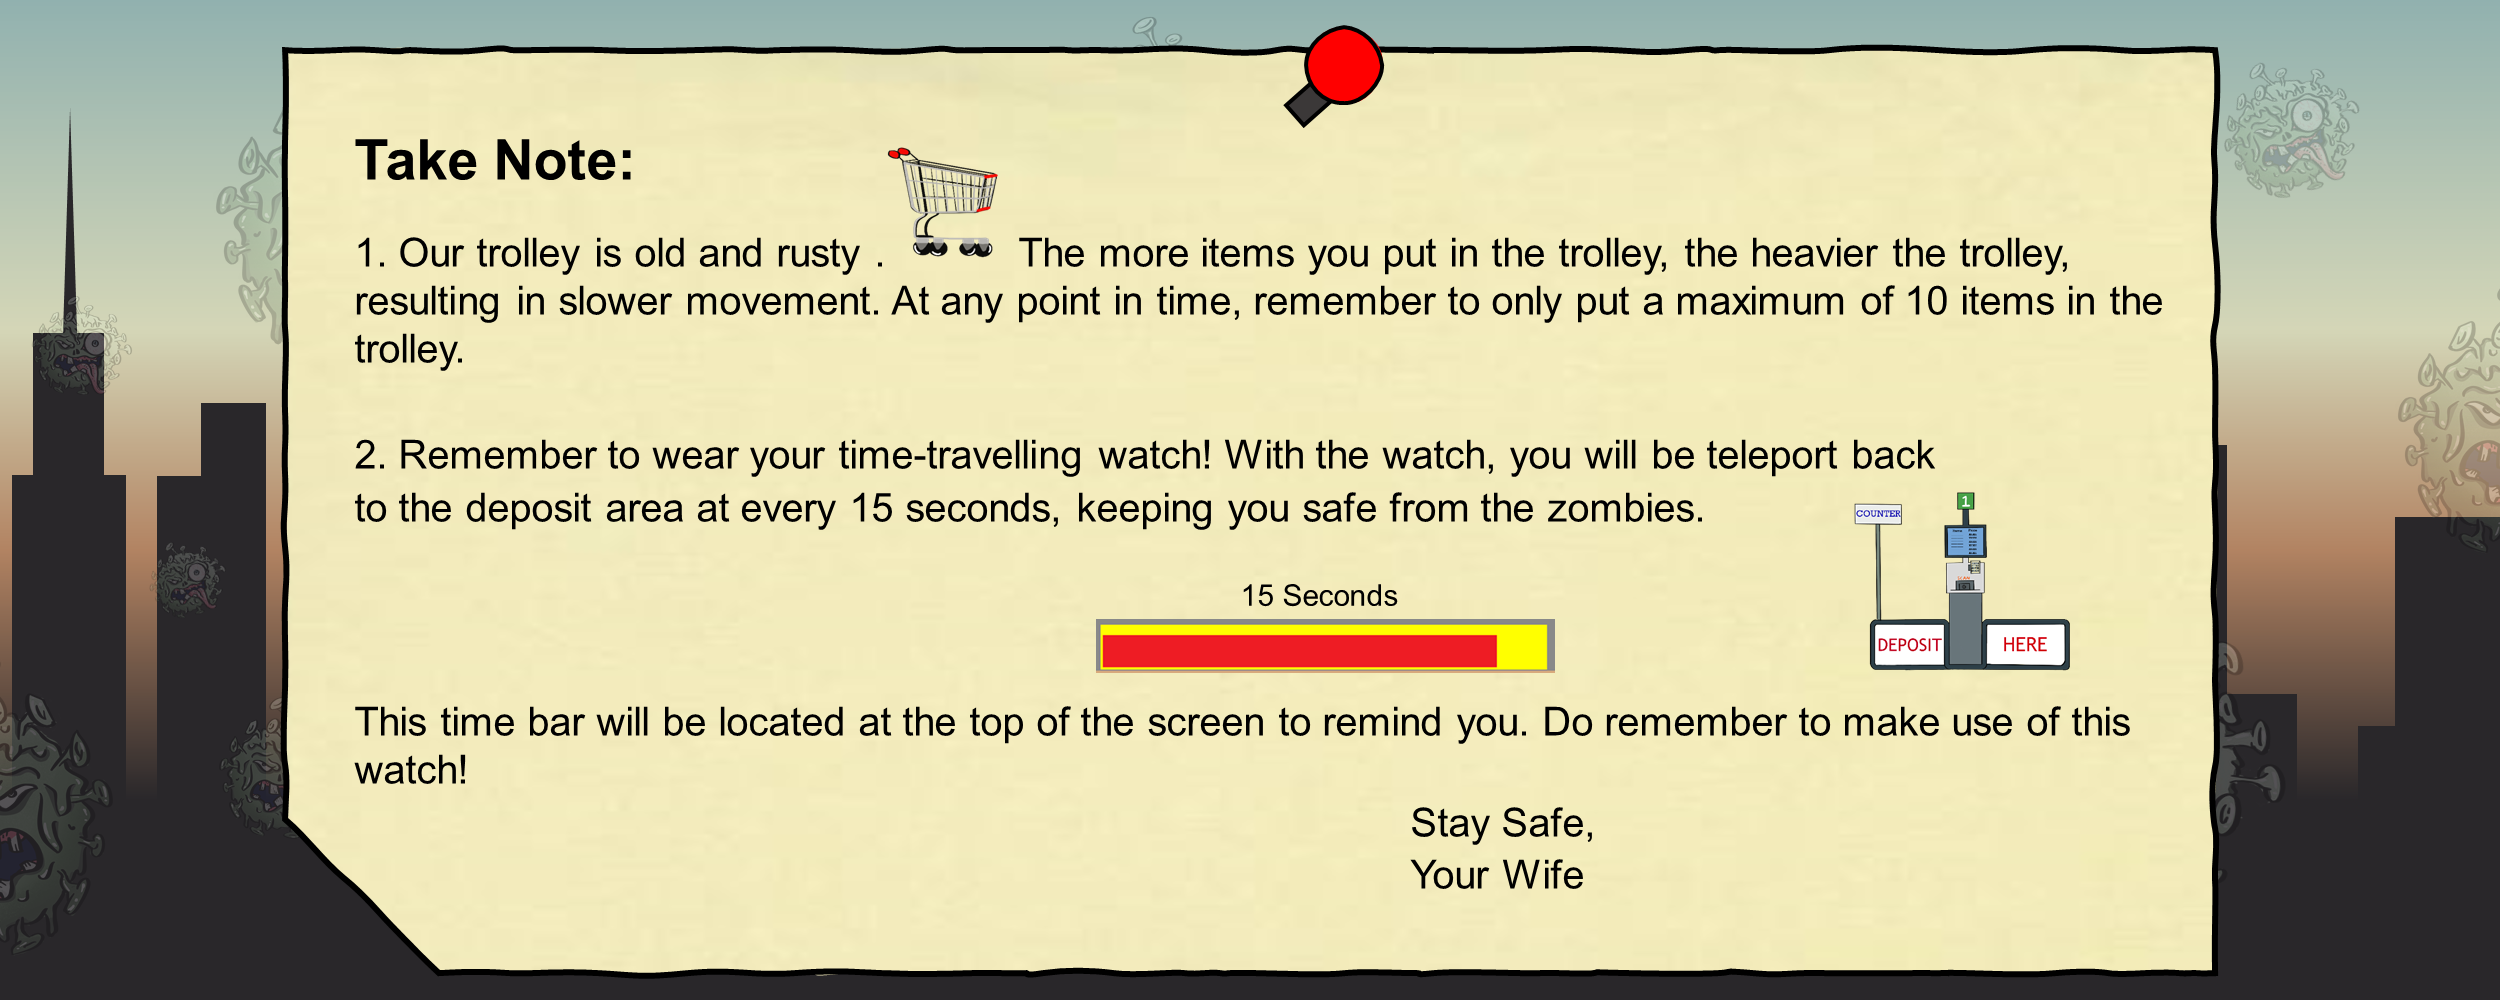 Take Note:
1. Our trolley is old and rusty . The more items you put in the trolley, the heavier the trolley,
resulting in slower movement. At any point in time, remember to only put a maximum of 10 items in the
trolley.
2. Remember to wear your time-travelling watch! With the watch, you will be teleport back
to the deposit area at every 15 seconds, keeping you safe from the zombies.
1
COUNTER
15 Seconds
DEPOSIT HERE
This time bar will be located at the top of the screen to remind you. Do remember to make use of this
watch!
Stay Safe,
Your Wife